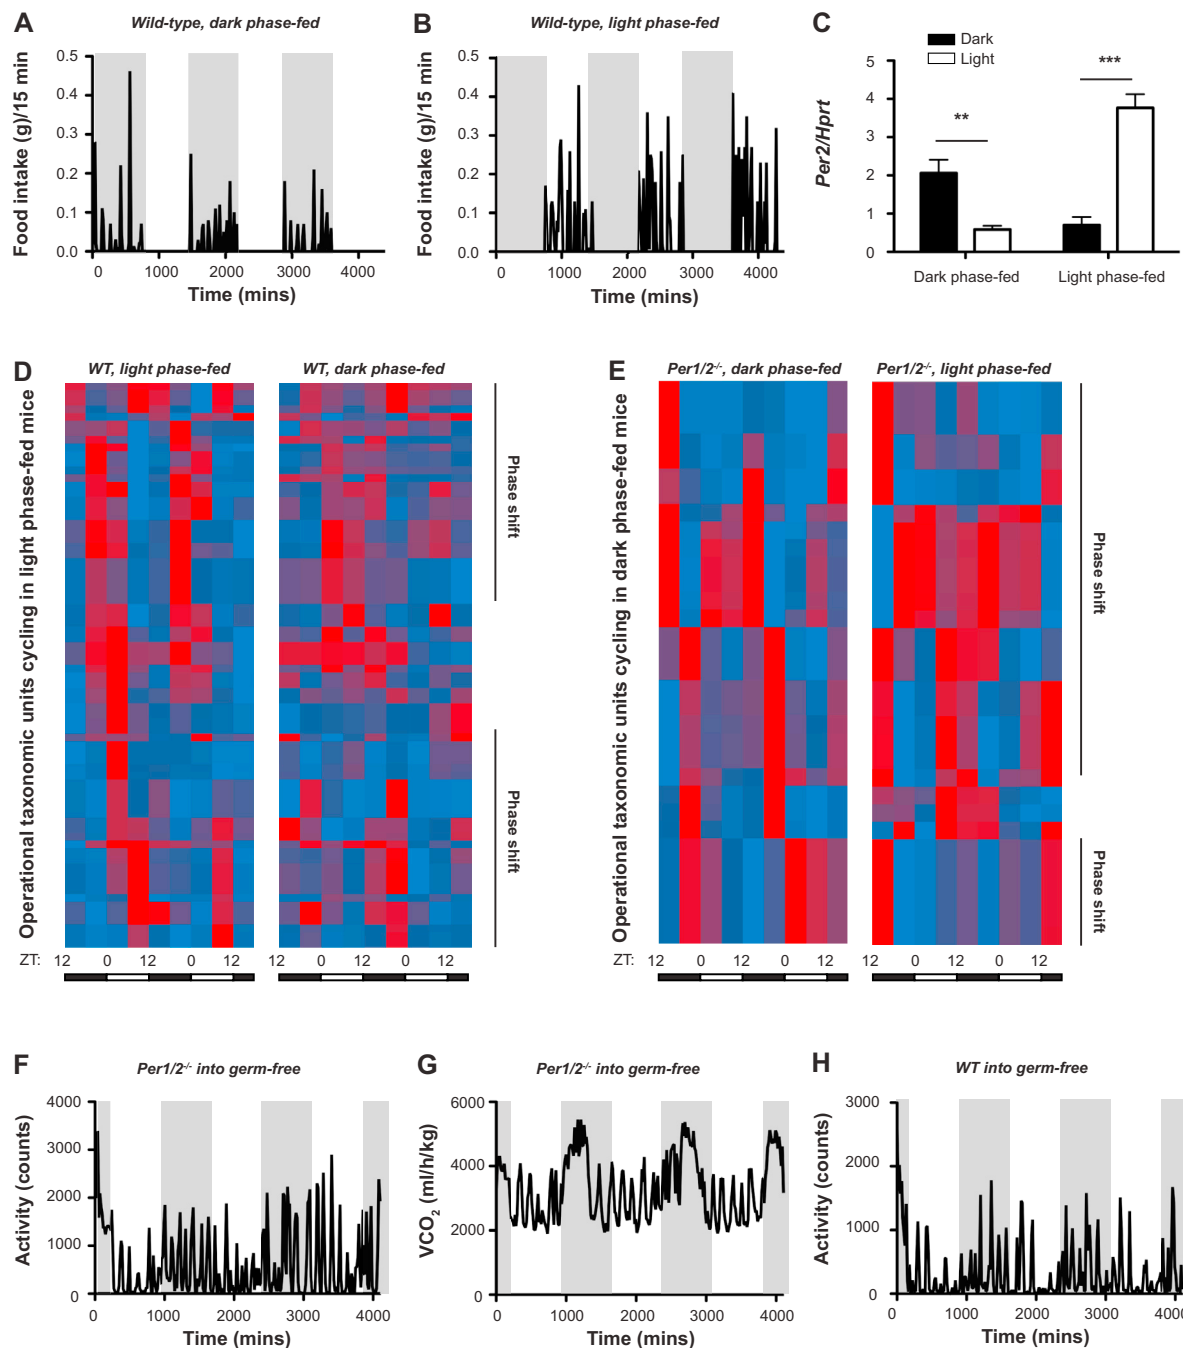 A
Wild-type, dark phase-fed
Food intake (g)/15 min
0.5
0.4
0.3
0.2
0.1
0.0
0
1000
2000
3000
4000
Time (mins)
B
Wild-type, light phase-fed
Food intake (g)/15 min
0.5
0.4
0.3
0.2
0.1
0.0
0
1000
2000
3000
4000
Time (mins)
C
Dark
Light
Per2/Hprt
5
4
3
2
1
0
**
***
Dark phase-fed
Light phase-fed
D
WT, light phase-fed
WT, dark phase-fed
Operational taxonomic units cycling in light phase-fed mice
Phase shift
Phase shift
ZT:
12
0
12
0
12
12
0
12
0
12
E
Per1/2-/-, dark phase-fed
Per1/2-/-, light phase-fed
Operational taxonomic units cycling in dark phase-fed mice
Phase shift
Phase shift
ZT:
12
0
12
0
12
12
0
12
0
12
F
Per1/2-/- into germ-free
Activity (counts)
4000
3000
2000
1000
0
0
1000
2000
3000
4000
Time (mins)
G
Per1/2-/- into germ-free
VCO2 (ml/h/kg)
6000
4000
2000
0
0
1000
2000
3000
4000
Time (mins)
H
WT into germ-free
Activity (counts)
3000
2000
1000
0
0
1000
2000
3000
4000
Time (mins)